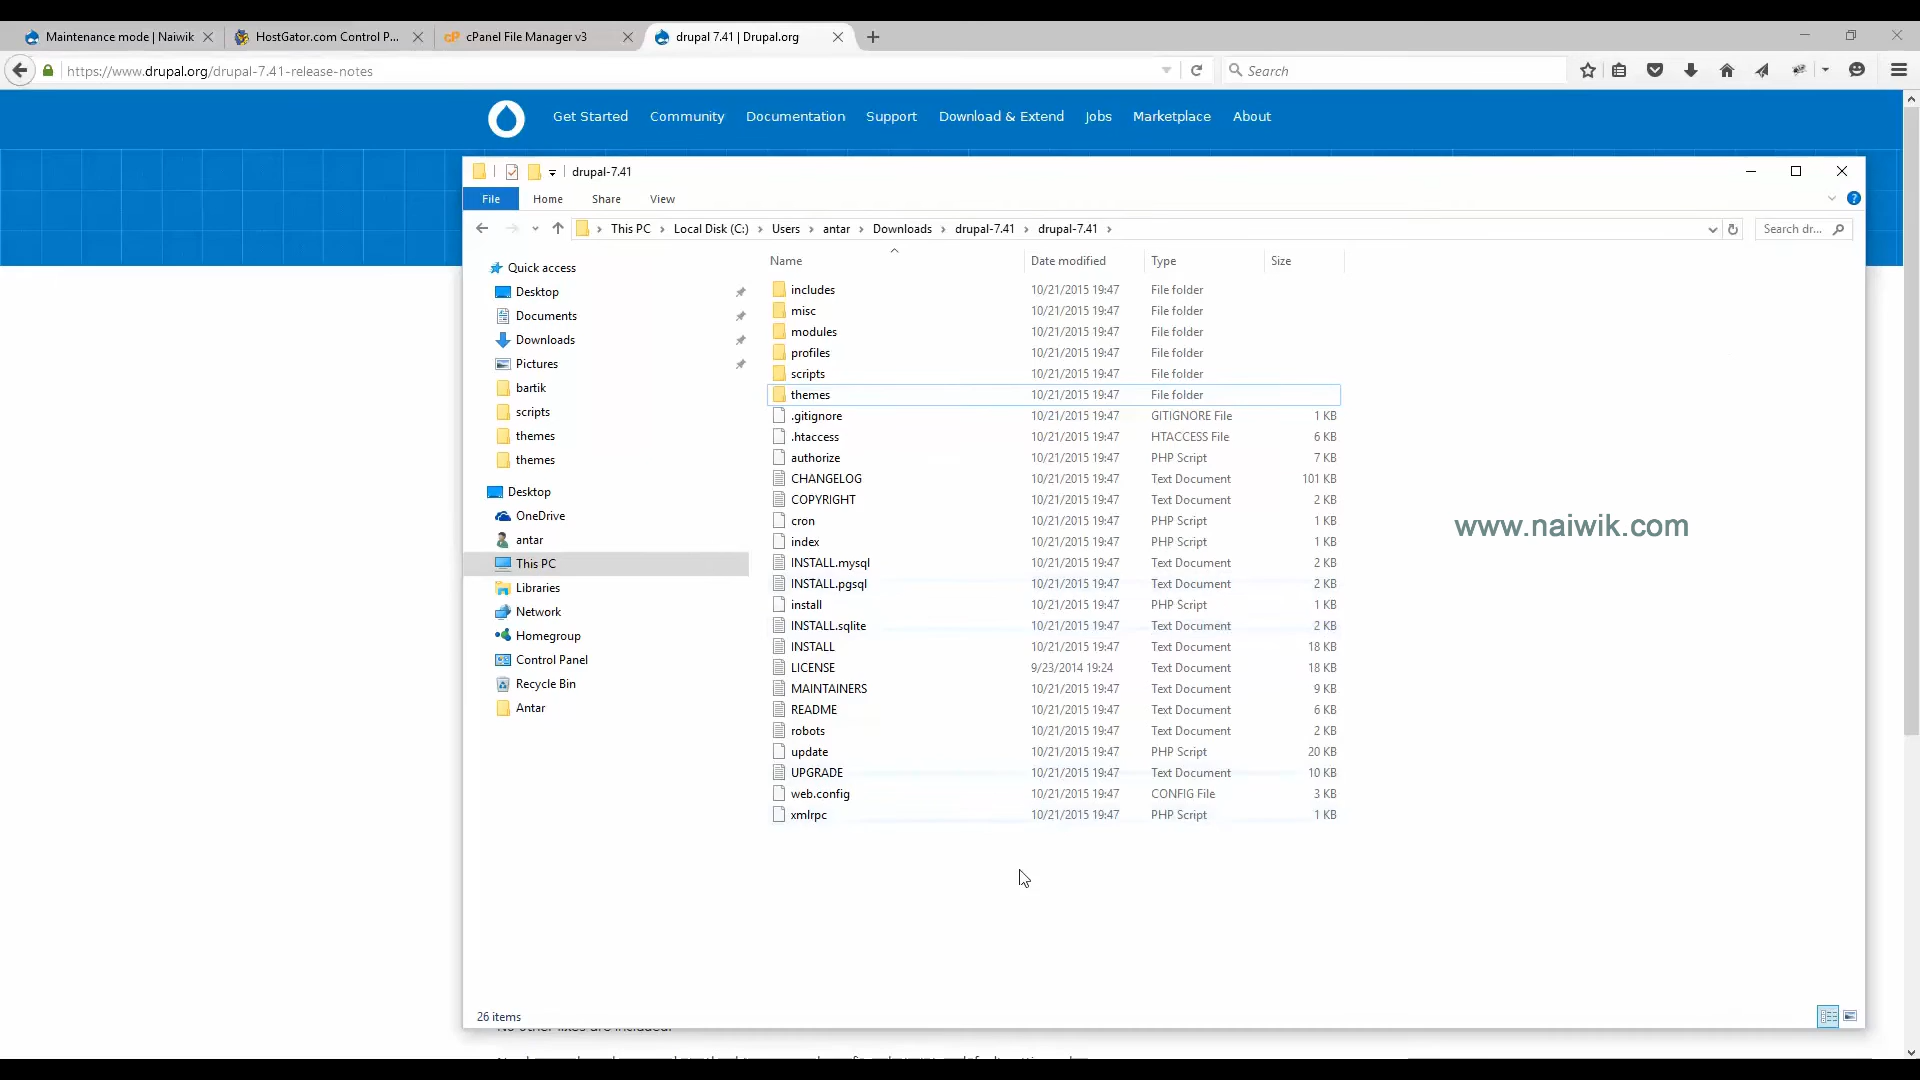 Maintenance mode | Naiwik
HostGator.com Control P...
cPanel File Manager v3
drupal 7.41 | Drupal.org
https://www.drupal.org/drupal-7.41-release-notes
Search
Get Started Community Documentation Support Download & Extend Jobs Marketplace About
drupal-7.41
File Home Share View
This PC Local Disk (C:) Users antar Downloads drupal-7.41 drupal-7.41
Search dr...
Quick access
Desktop
Documents
Downloads
Pictures
bartik
scripts
themes
themes
Desktop
OneDrive
antar
This PC
Libraries
Network
Homegroup
Control Panel
Recycle Bin
Antar
Name Date modified Type Size
includes 10/21/2015 19:47 File folder
misc 10/21/2015 19:47 File folder
modules 10/21/2015 19:47 File folder
profiles 10/21/2015 19:47 File folder
scripts 10/21/2015 19:47 File folder
themes 10/21/2015 19:47 File folder
.gitignore 10/21/2015 19:47 GITIGNORE File 1 KB
.htaccess 10/21/2015 19:47 HTACCESS File 6 KB
authorize 10/21/2015 19:47 PHP Script 7 KB
CHANGELOG 10/21/2015 19:47 Text Document 101 KB
COPYRIGHT 10/21/2015 19:47 Text Document 2 KB
cron 10/21/2015 19:47 PHP Script 1 KB
index 10/21/2015 19:47 PHP Script 1 KB
INSTALL.mysql 10/21/2015 19:47 Text Document 2 KB
INSTALL.pgsql 10/21/2015 19:47 Text Document 2 KB
install 10/21/2015 19:47 PHP Script 1 KB
INSTALL.sqlite 10/21/2015 19:47 Text Document 2 KB
INSTALL 10/21/2015 19:47 Text Document 18 KB
LICENSE 9/23/2014 19:24 Text Document 18 KB
MAINTAINERS 10/21/2015 19:47 Text Document 9 KB
README 10/21/2015 19:47 Text Document 6 KB
robots 10/21/2015 19:47 Text Document 2 KB
update 10/21/2015 19:47 PHP Script 20 KB
UPGRADE 10/21/2015 19:47 Text Document 10 KB
web.config 10/21/2015 19:47 CONFIG File 3 KB
xmlrpc 10/21/2015 19:47 PHP Script 1 KB
www.naiwik.com
26 items